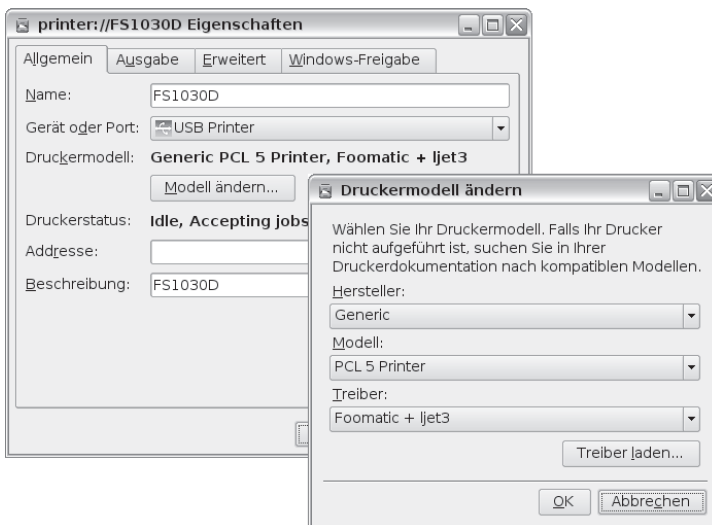 printer://FS1030D Eigenschaften
Allgemein
Ausgabe
Erweitert
Windows-Freigabe
Name:
FS1030D
Gerät oder Port:
USB Printer
Druckermodell:
Generic PCL 5 Printer, Foomatic + ljet3
Modell ändern...
Druckerstatus:
Idle, Accepting jobs
Addresse:
Beschreibung:
FS1030D
Druckermodell ändern
Wählen Sie Ihr Druckermodell. Falls Ihr Drucker
nicht aufgeführt ist, suchen Sie in Ihrer
Druckerdokumentation nach kompatiblen Modellen.
Hersteller:
Generic
Modell:
PCL 5 Printer
Treiber:
Foomatic + ljet3
Treiber laden...
OK
Abbrechen